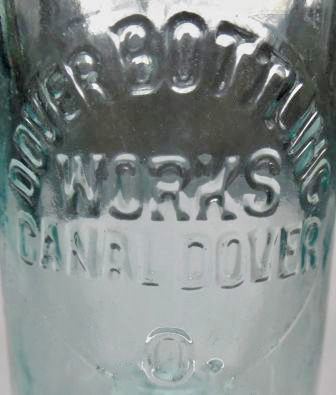 DOVER BOTTLING
WORKS
CANAL DOVER
O.